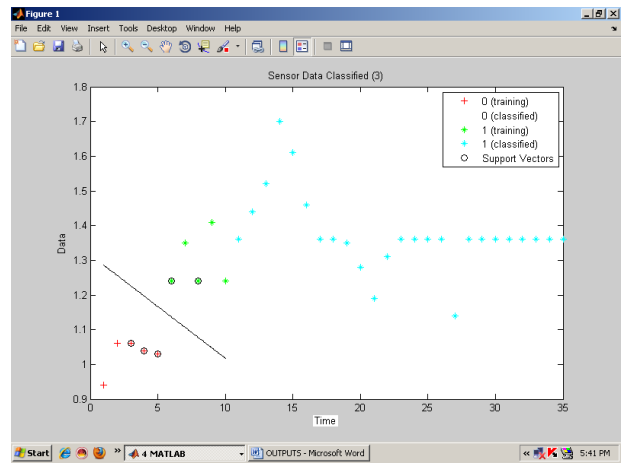 Figure 1
File Edit View Insert Tools Desktop Window Help
Sensor Data Classified (3)
1.8
1.7
1.6
1.5
1.4
1.3
1.2
1.1
1
0.9
Data
0 (training)
0 (classified)
1 (training)
1 (classified)
Support Vectors
0 5 10 15 20 25 30 35
Time
Start
4 MATLAB
OUTPUTS - Microsoft Word
5:41 PM